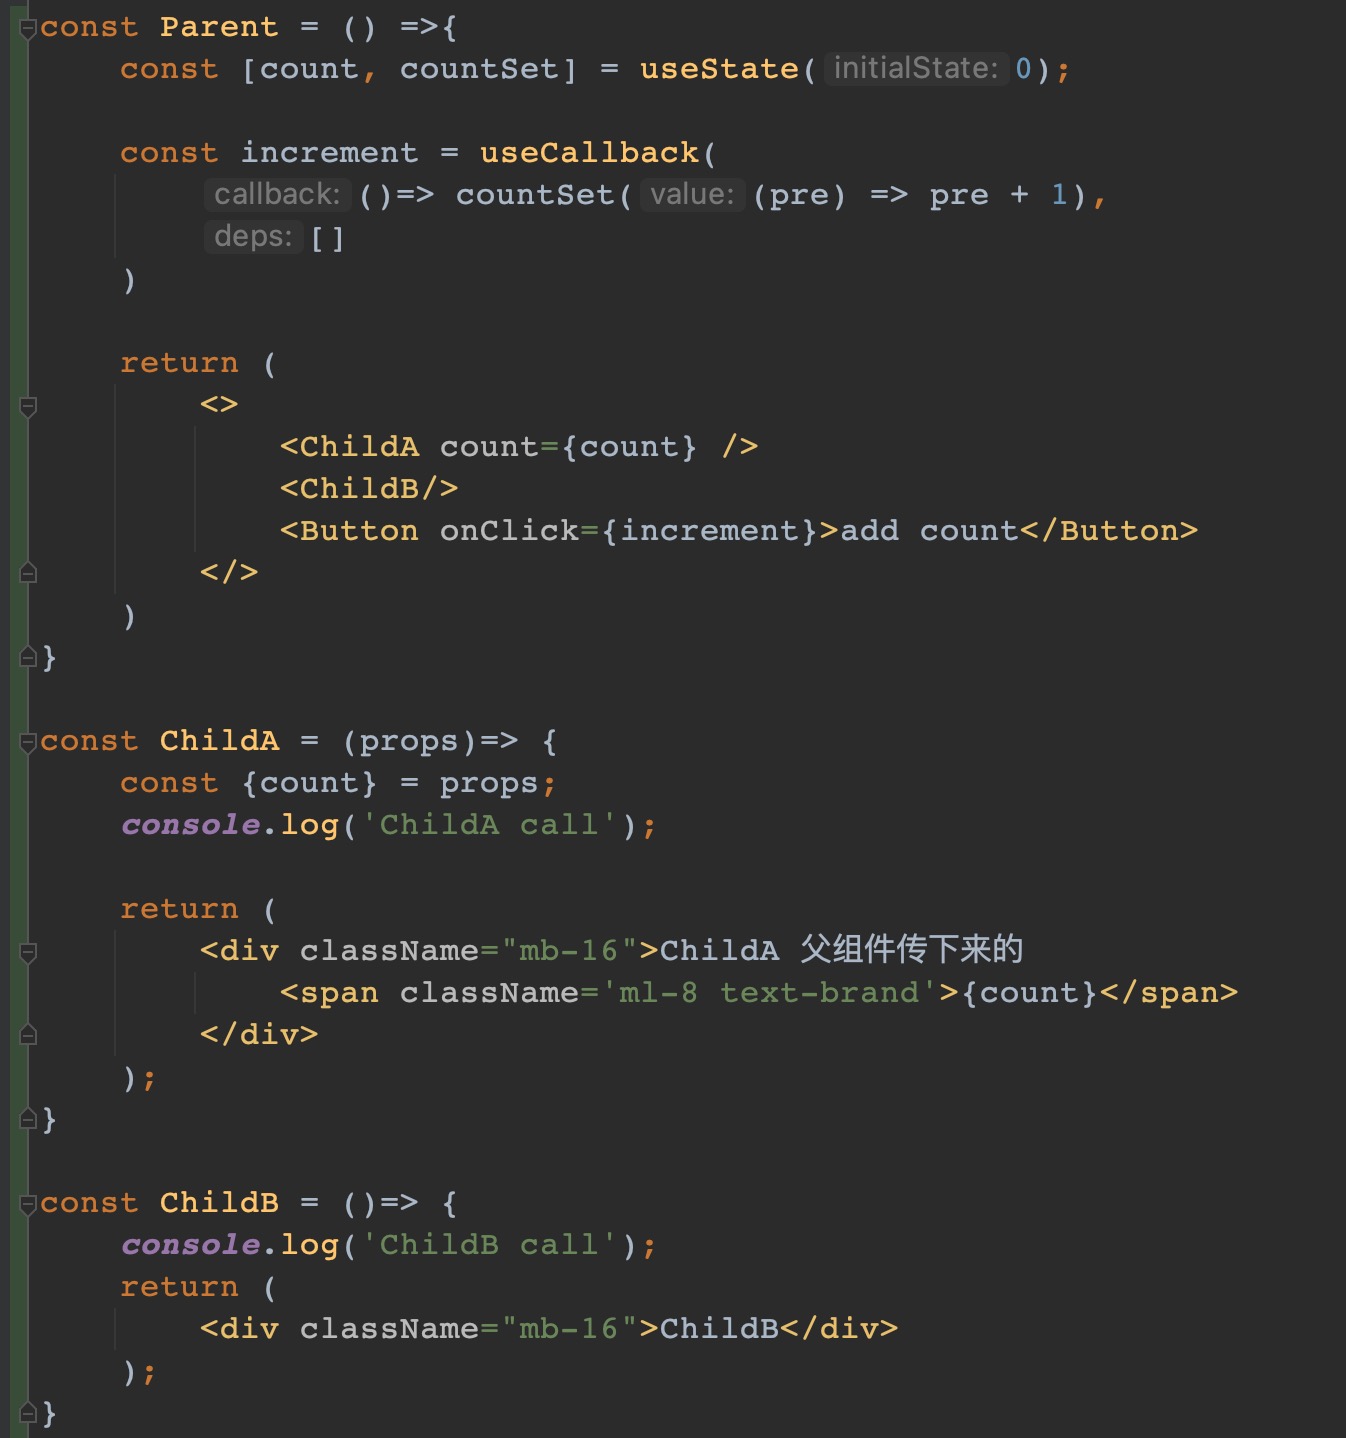 const Parent = () =>{
    const [count, countSet] = useState( initialState: 0);

    const increment = useCallback(
        callback: ()=> countSet( value: (pre) => pre + 1),
        deps: []
    )

    return (
        <>
            <ChildA count={count} />
            <ChildB/>
            <Button onClick={increment}>add count</Button>
        </>
    )
}

const ChildA = (props)=> {
    const {count} = props;
    console.log('ChildA call');

    return (
        <div className="mb-16">ChildA 父组件传下来的
            <span className='ml-8 text-brand'>{count}</span>
        </div>
    );
}

const ChildB = ()=> {
    console.log('ChildB call');
    return (
        <div className="mb-16">ChildB</div>
    );
}